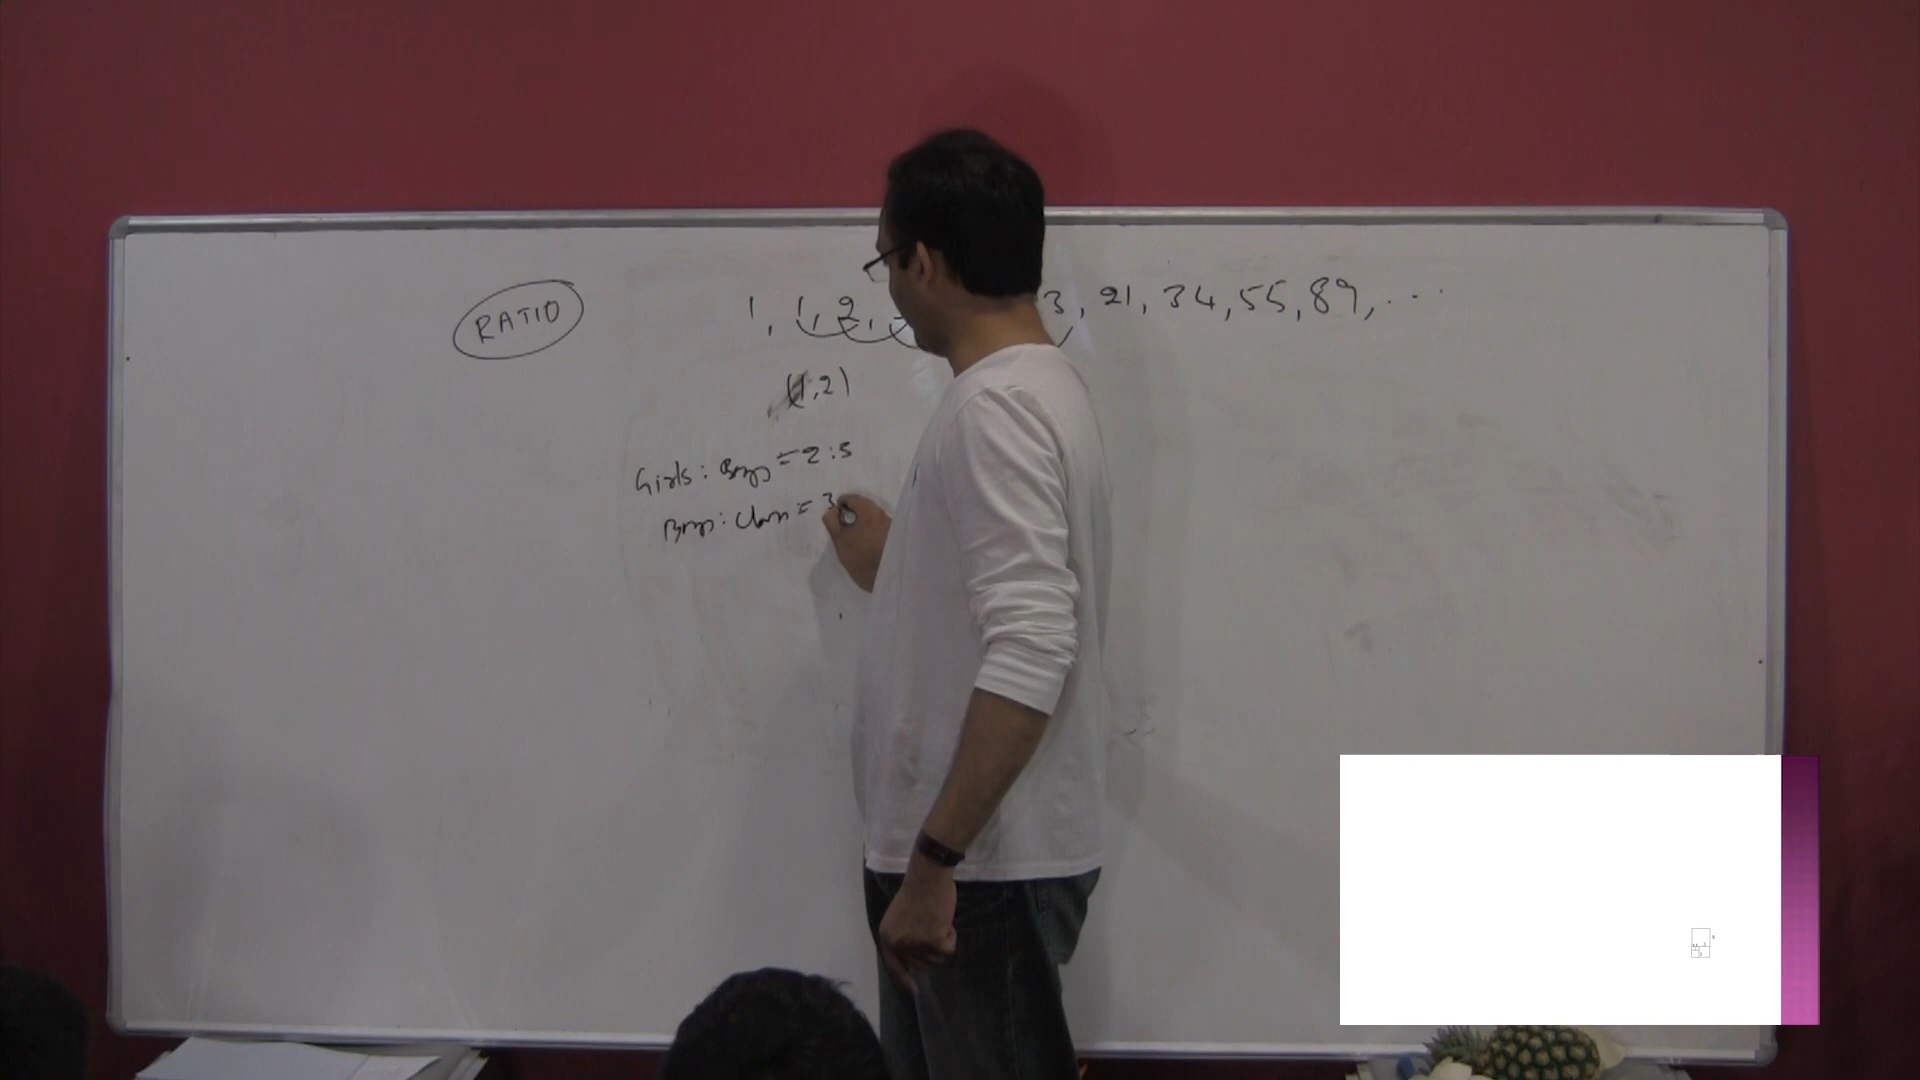 RATIO
1, 1, 2, 3, 21, 34, 55, 89, ...
(1,2)
Girls : Boys = 2:5
Boys : Class = 3